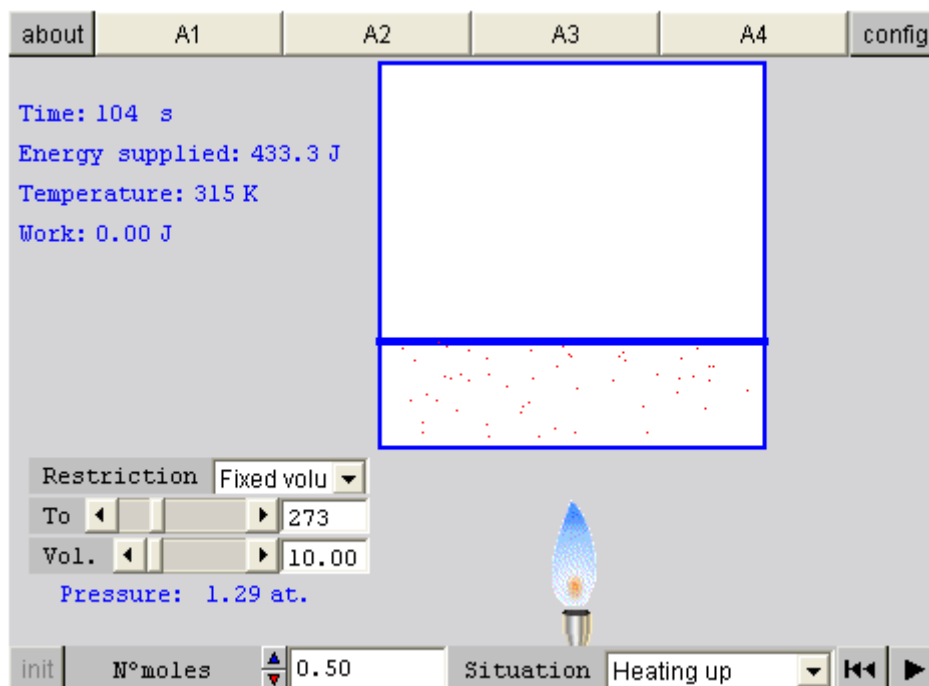 about A1 A2 A3 A4 config
Time: 104 s
Energy supplied: 433.3 J
Temperature: 315 K
Work: 0.00 J
Restriction Fixed volu
To 273
Vol. 10.00
Pressure: 1.29 at.
init Nºmoles 0.50 Situation Heating up